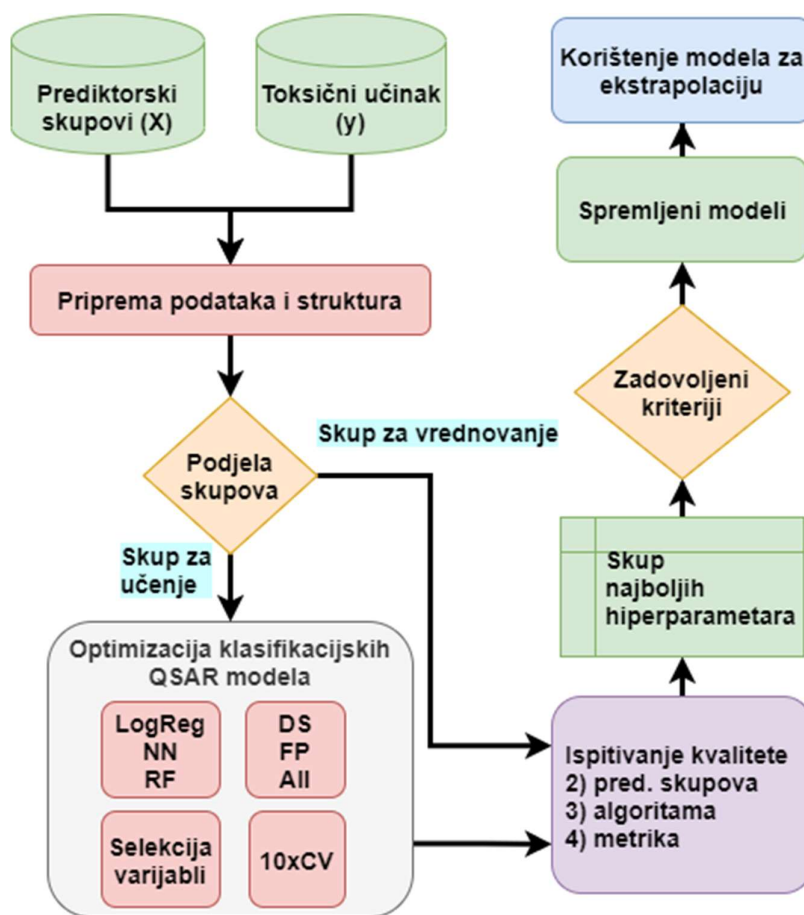 Prediktorski
skupovi (X)
Toksični učinak
(y)
Priprema podataka i struktura
Podjela
skupova
Skup za vrednovanje
Skup za
učenje
Optimizacija klasifikacijskih
QSAR modela
LogReg
NN
RF
DS
FP
All
Selekcija
varijabli
10xCV
Ispitivanje kvalitete
2) pred. skupova
3) algoritama
4) metrika
Skup
najboljih
hiperparametara
Zadovoljeni
kriteriji
Spremljeni modeli
Korištenje modela za
ekstrapolaciju